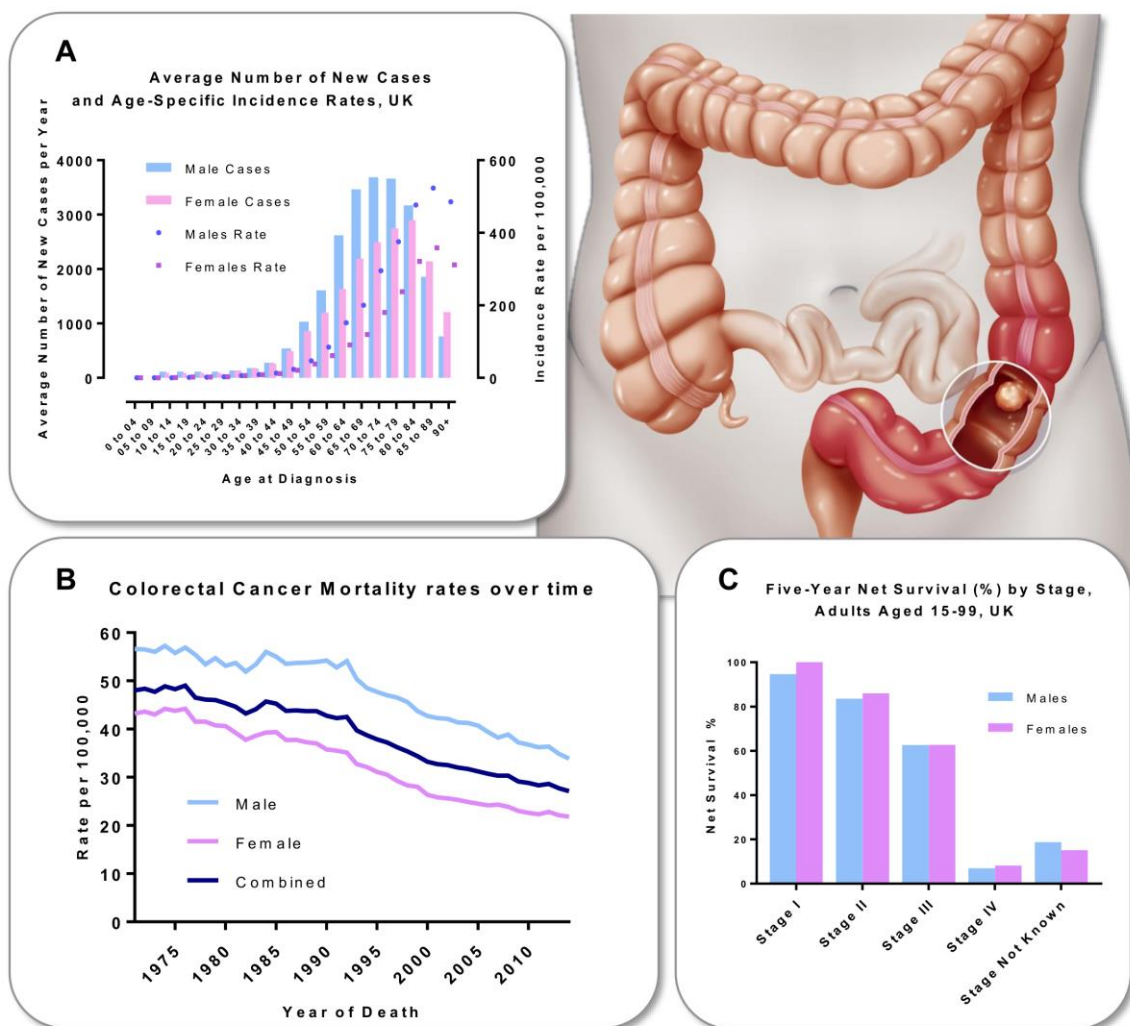 A
Average Number of New Cases
and Age-Specific Incidence Rates, UK
Average Number of New Cases per Year
4000
3000
2000
1000
0
Male Cases
Female Cases
Males Rate
Females Rate
600
400
200
0
Incidence Rate per 100,000
0 to 04
05 to 09
10 to 14
15 to 19
20 to 24
25 to 29
30 to 34
35 to 39
40 to 44
45 to 49
50 to 54
55 to 59
60 to 64
65 to 69
70 to 74
75 to 79
80 to 84
85 to 89
90+
Age at Diagnosis
B
Colorectal Cancer Mortality rates over time
Rate per 100,000
60
50
40
30
20
10
0
Male
Female
Combined
1975
1980
1985
1990
1995
2000
2005
2010
Year of Death
C
Five-Year Net Survival (%) by Stage,
Adults Aged 15-99, UK
Net Survival %
100
80
60
40
20
0
Males
Females
Stage I
Stage II
Stage III
Stage IV
Stage Not Known